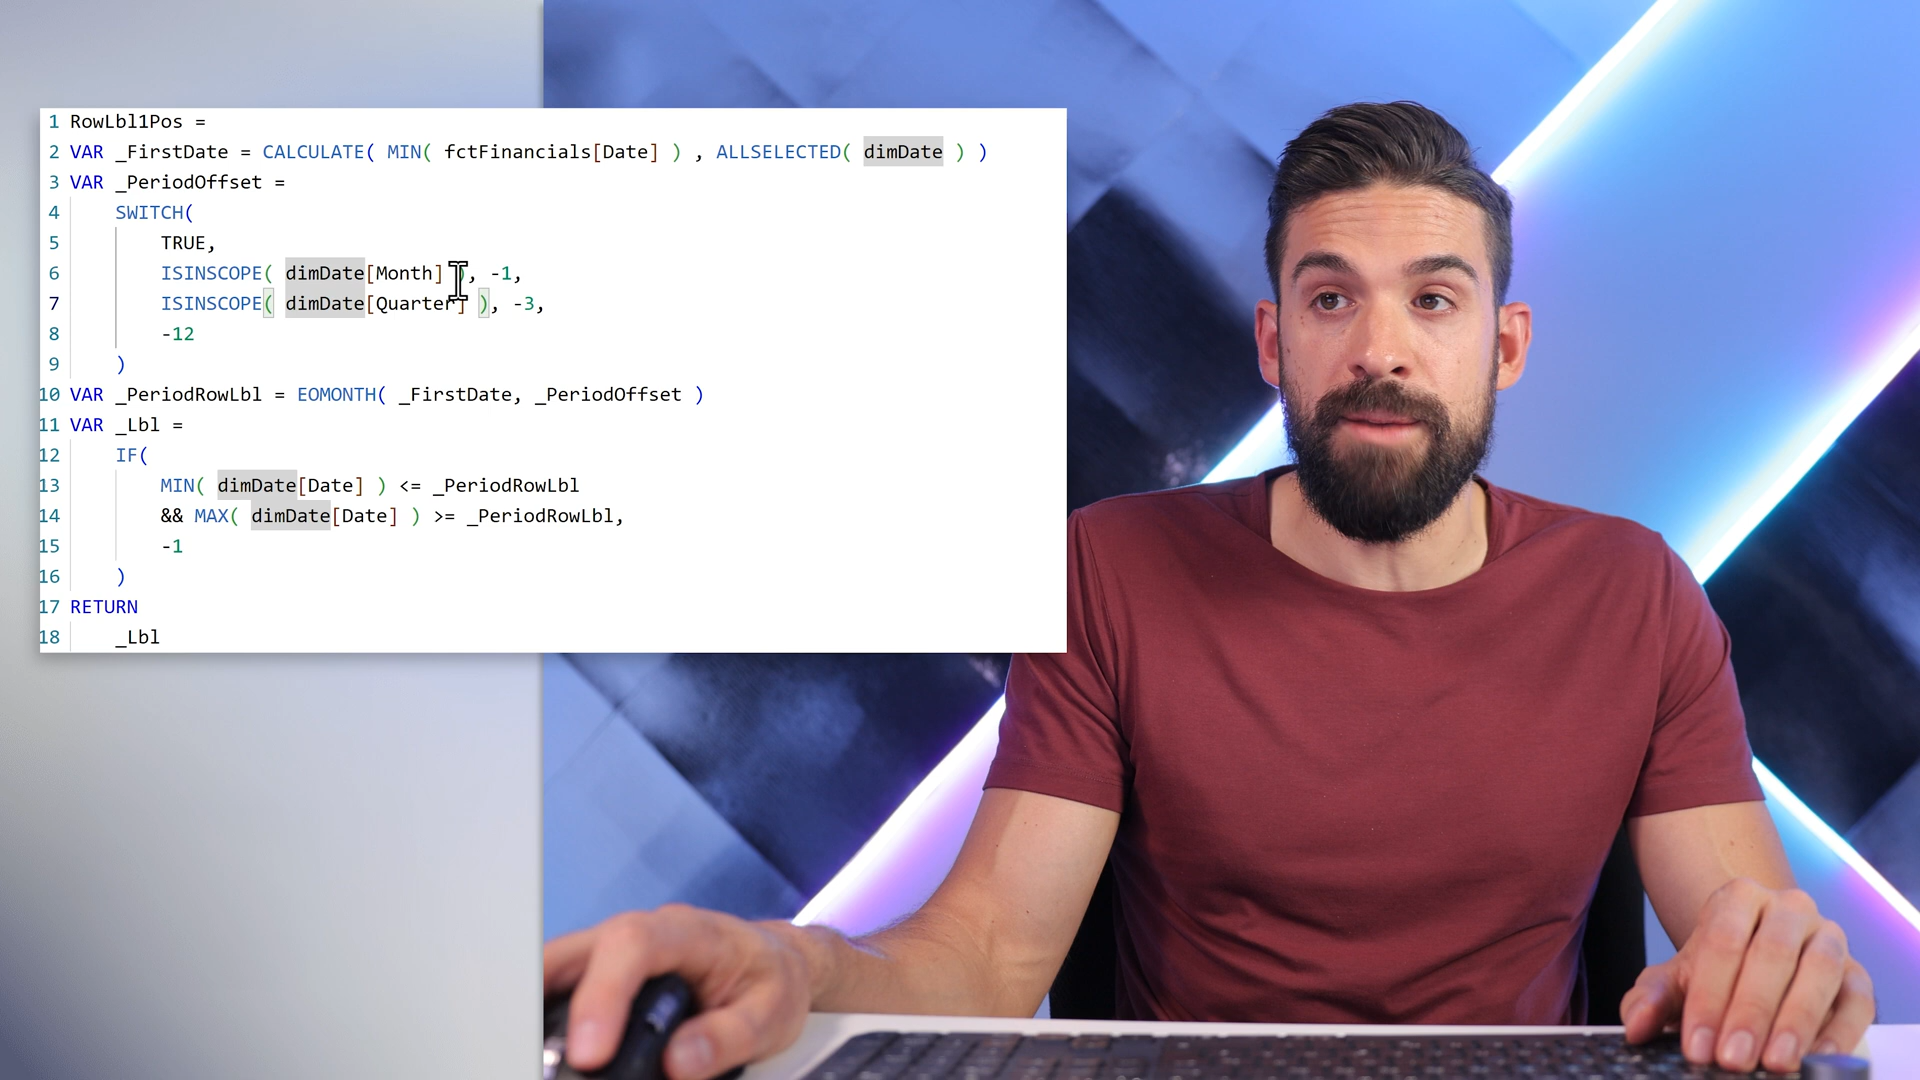 1 RowLbl1Pos =
2 VAR _FirstDate = CALCULATE( MIN( fctFinancials[Date] ) , ALLSELECTED( dimDate ) )
3 VAR _PeriodOffset =
4     SWITCH(
5         TRUE,
6         ISINSCOPE( dimDate[Month] ), -1,
7         ISINSCOPE( dimDate[Quarter] ), -3,
8         -12
9     )
10 VAR _PeriodRowLbl = EOMONTH( _FirstDate, _PeriodOffset )
11 VAR _Lbl =
12     IF(
13         MIN( dimDate[Date] ) <= _PeriodRowLbl
14         && MAX( dimDate[Date] ) >= _PeriodRowLbl,
15         -1
16     )
17 RETURN
18     _Lbl